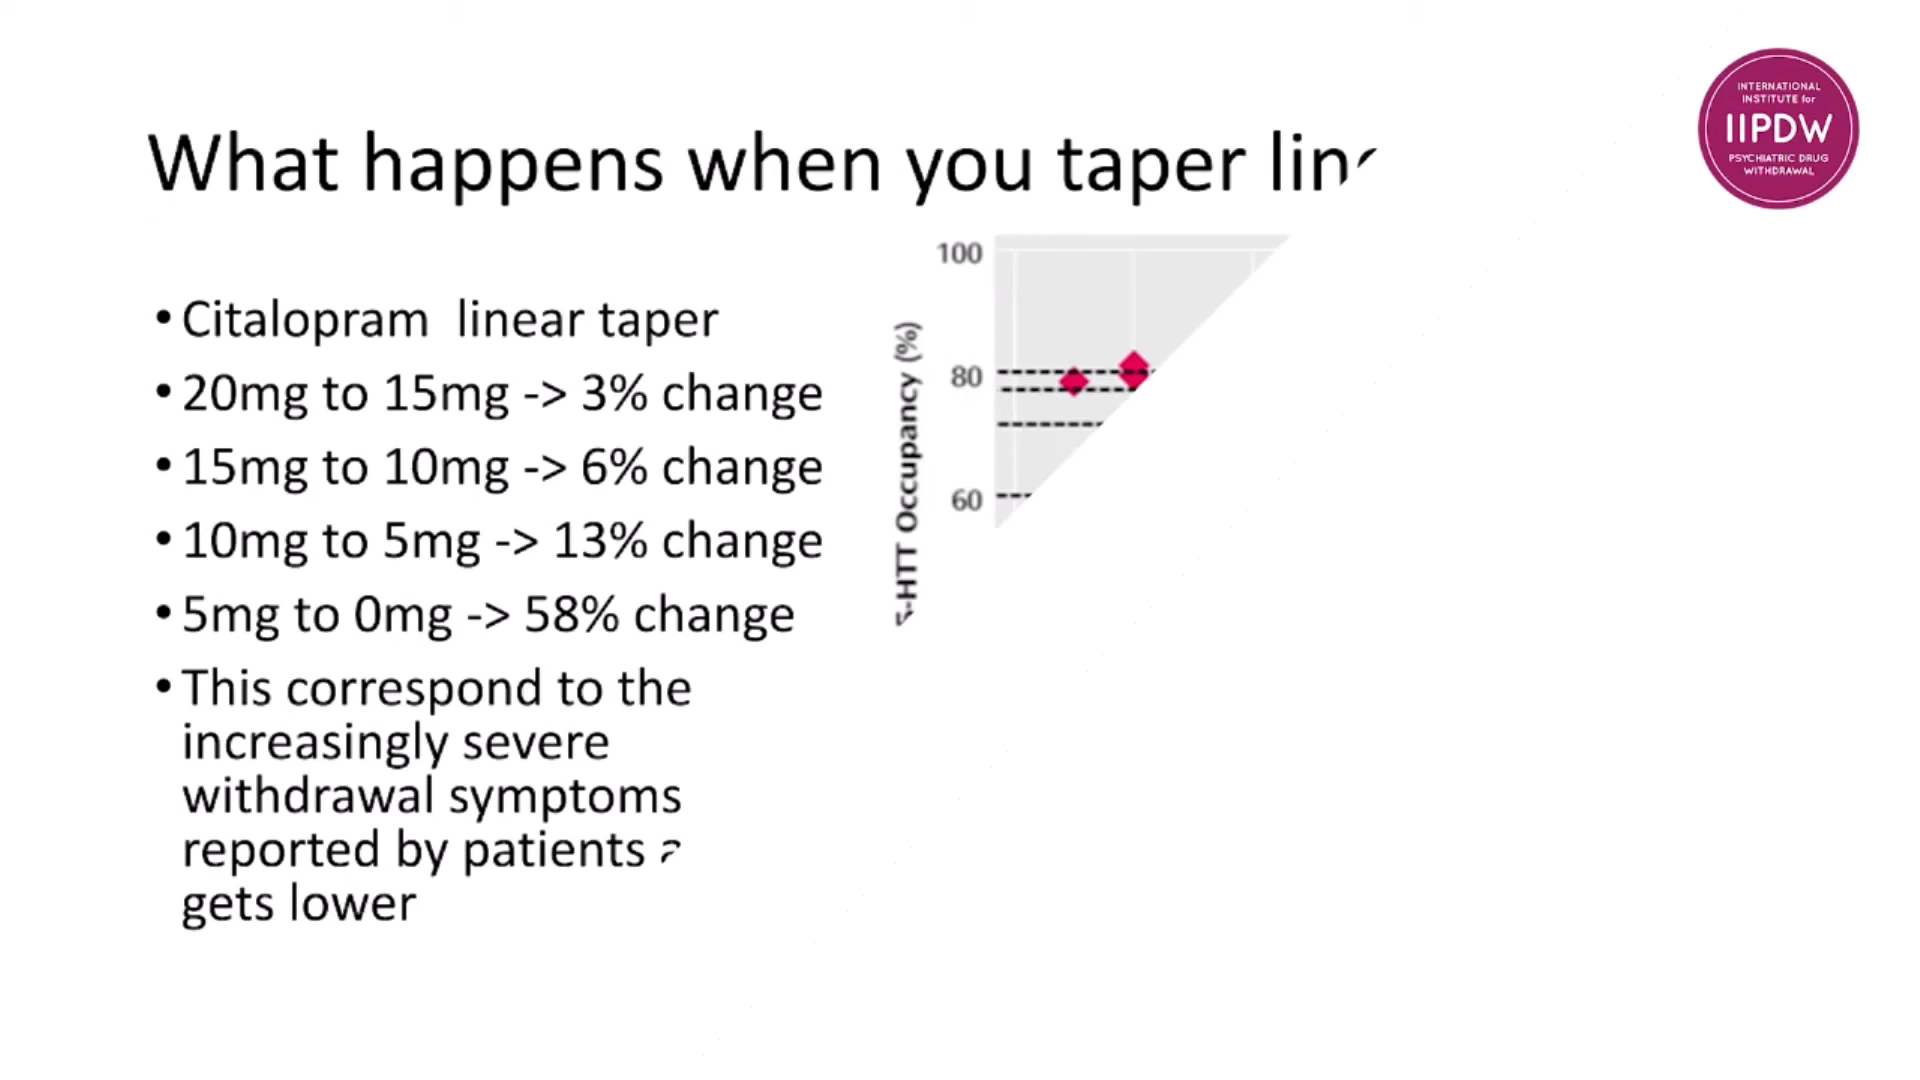 What happens when you taper
• Citalopram linear taper
• 20mg to 15mg -> 3% change
• 15mg to 10mg -> 6% change
• 10mg to 5mg -> 13% change
• 5mg to 0mg -> 58% change
• This correspond to the
increasingly severe
withdrawal symptoms
reported by patients
gets lower
5-HTT Occupancy (%)
100
80
60
INTERNATIONAL
INSTITUTE for
IIPDW
PSYCHIATRIC DRUG
WITHDRAWAL